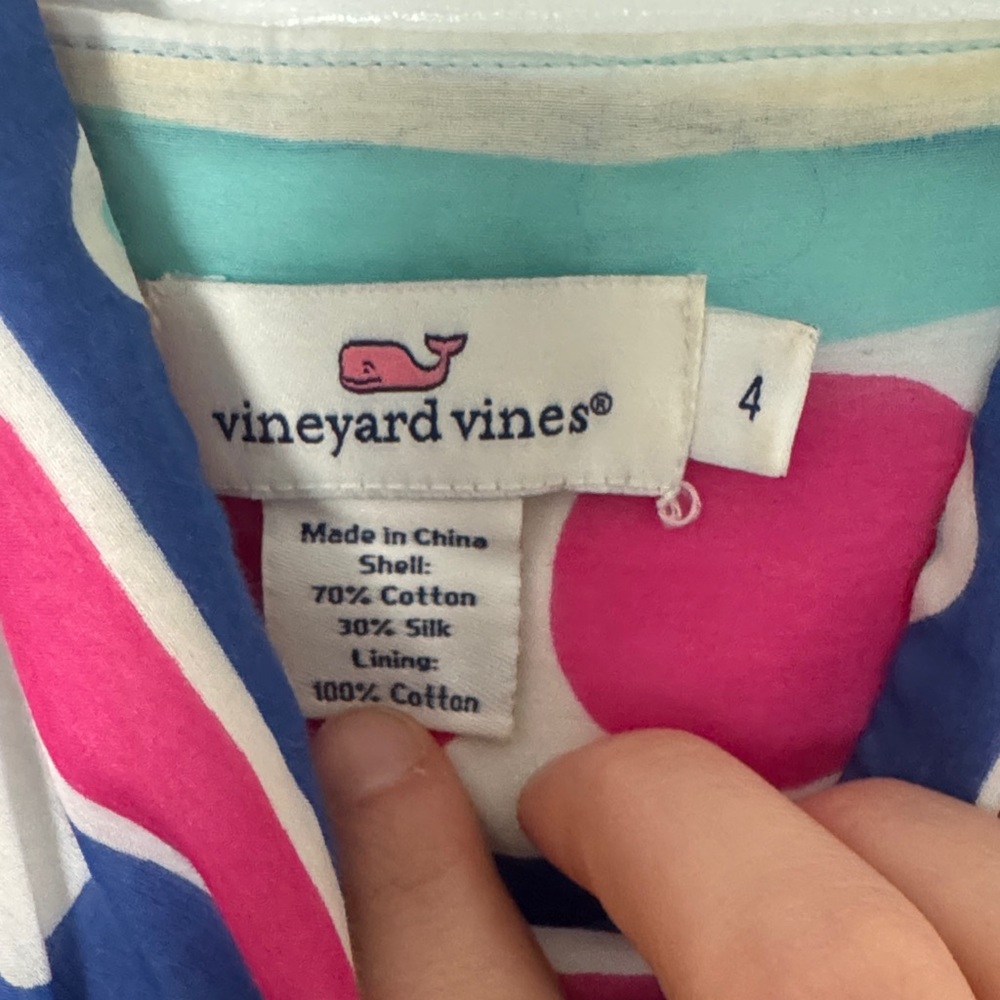 vineyard vines®
4
Made in China
Shell:
70% Cotton
30% Silk
Lining:
100% Cotton